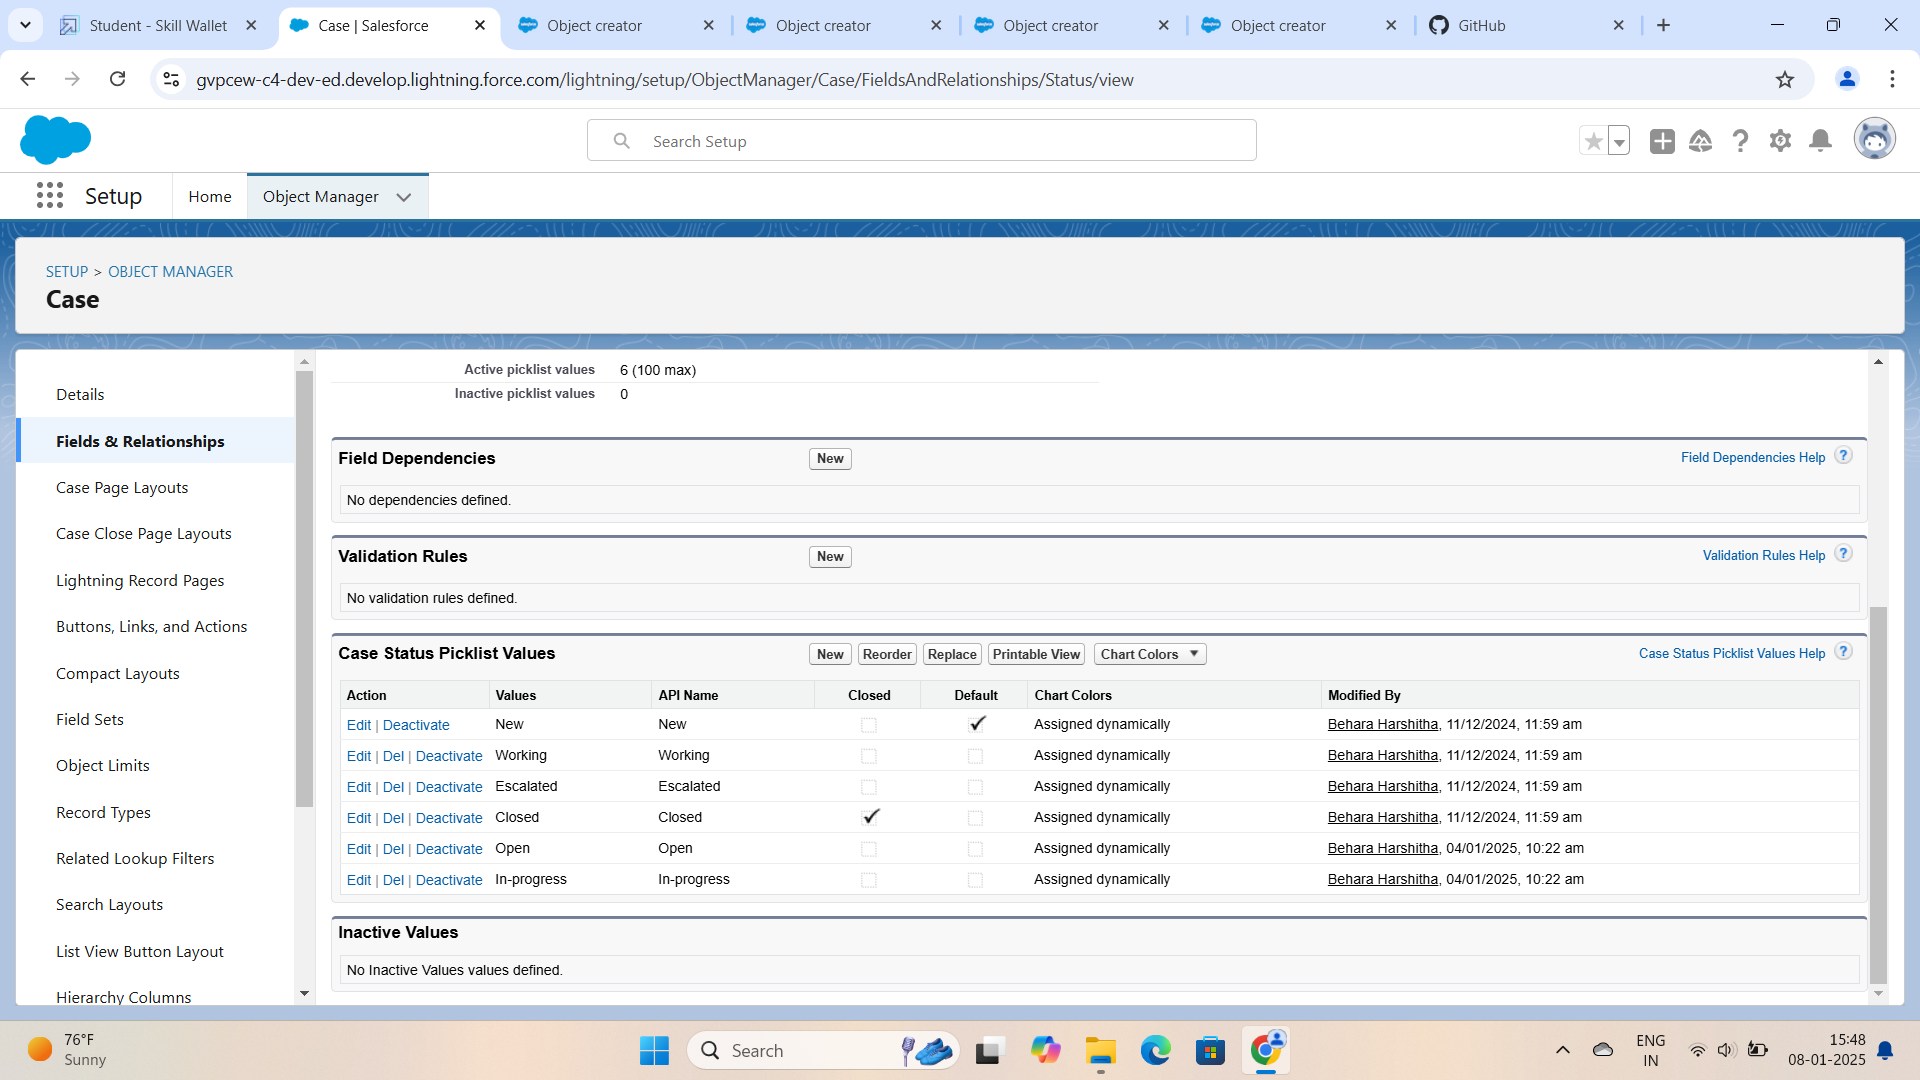 Student - Skill Wallet
Case | Salesforce
Object creator
Object creator
Object creator
Object creator
GitHub
gvpcew-c4-dev-ed.develop.lightning.force.com/lightning/setup/ObjectManager/Case/FieldsAndRelationships/Status/view
Search Setup
Setup
Home
Object Manager
SETUP > OBJECT MANAGER
Case
Details
Fields & Relationships
Case Page Layouts
Case Close Page Layouts
Lightning Record Pages
Buttons, Links, and Actions
Compact Layouts
Field Sets
Object Limits
Record Types
Related Lookup Filters
Search Layouts
List View Button Layout
Hierarchy Columns
Active picklist values 6 (100 max)
Inactive picklist values 0
Field Dependencies New Field Dependencies Help ?
No dependencies defined.
Validation Rules New Validation Rules Help ?
No validation rules defined.
Case Status Picklist Values New Reorder Replace Printable View Chart Colors Case Status Picklist Values Help ?
Action Values API Name Closed Default Chart Colors Modified By
Edit | Deactivate New New Assigned dynamically Behara Harshitha, 11/12/2024, 11:59 am
Edit | Del | Deactivate Working Working Assigned dynamically Behara Harshitha, 11/12/2024, 11:59 am
Edit | Del | Deactivate Escalated Escalated Assigned dynamically Behara Harshitha, 11/12/2024, 11:59 am
Edit | Del | Deactivate Closed Closed Assigned dynamically Behara Harshitha, 11/12/2024, 11:59 am
Edit | Del | Deactivate Open Open Assigned dynamically Behara Harshitha, 04/01/2025, 10:22 am
Edit | Del | Deactivate In-progress In-progress Assigned dynamically Behara Harshitha, 04/01/2025, 10:22 am
Inactive Values
No Inactive Values values defined.
76°F
Sunny
Search
ENG
IN
15:48
08-01-2025